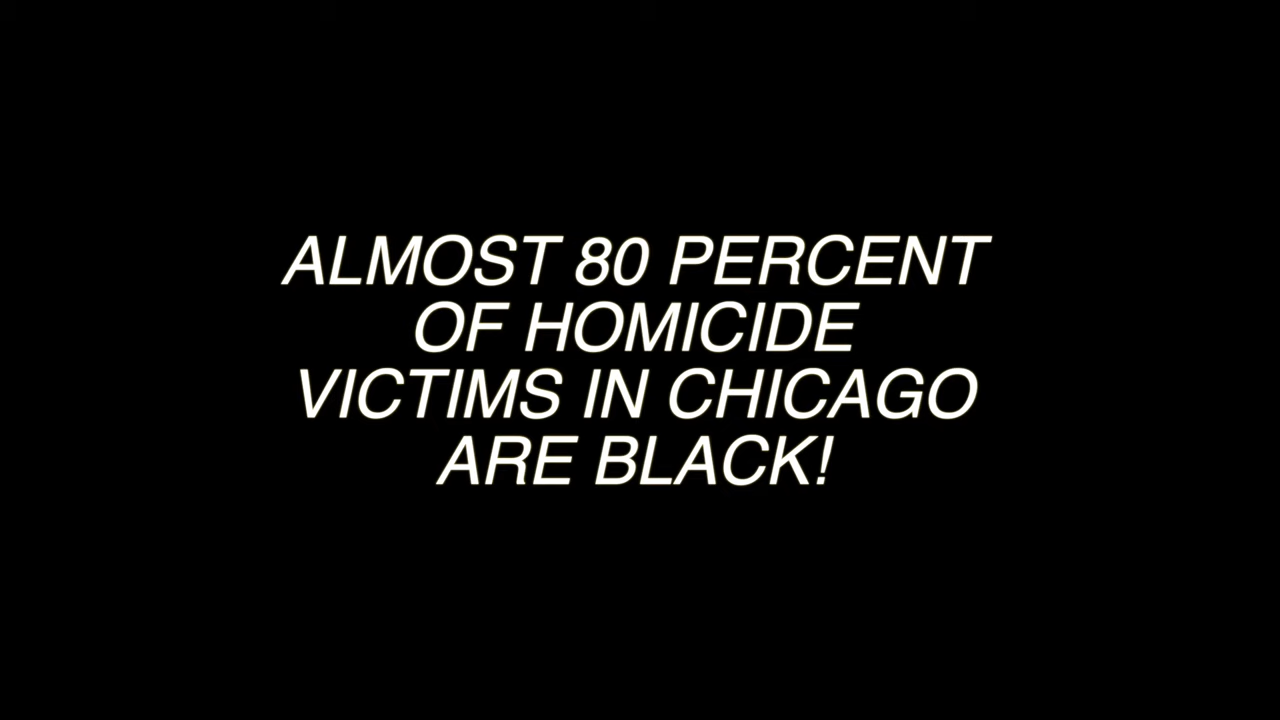 ALMOST 80 PERCENT
OF HOMICIDE
VICTIMS IN CHICAGO
ARE BLACK!